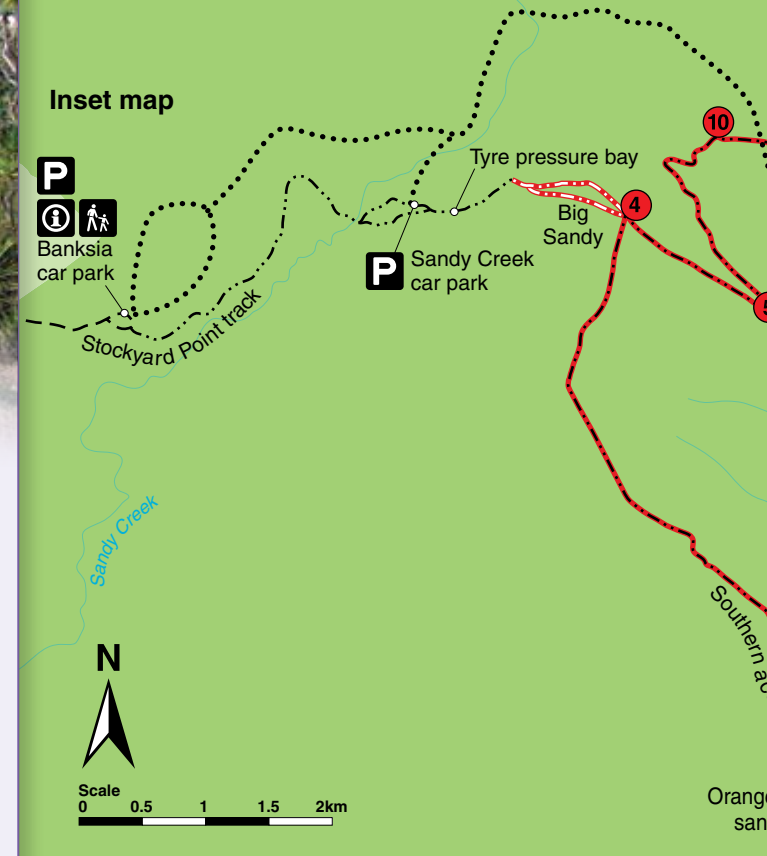 Inset map
10
P
Tyre pressure bay
4
Big
Sandy
Banksia
car park
P
Sandy Creek
car park
5
Stockyard Point track
Sandy Creek
Southern
N
Scale
0 0.5 1 1.5 2km